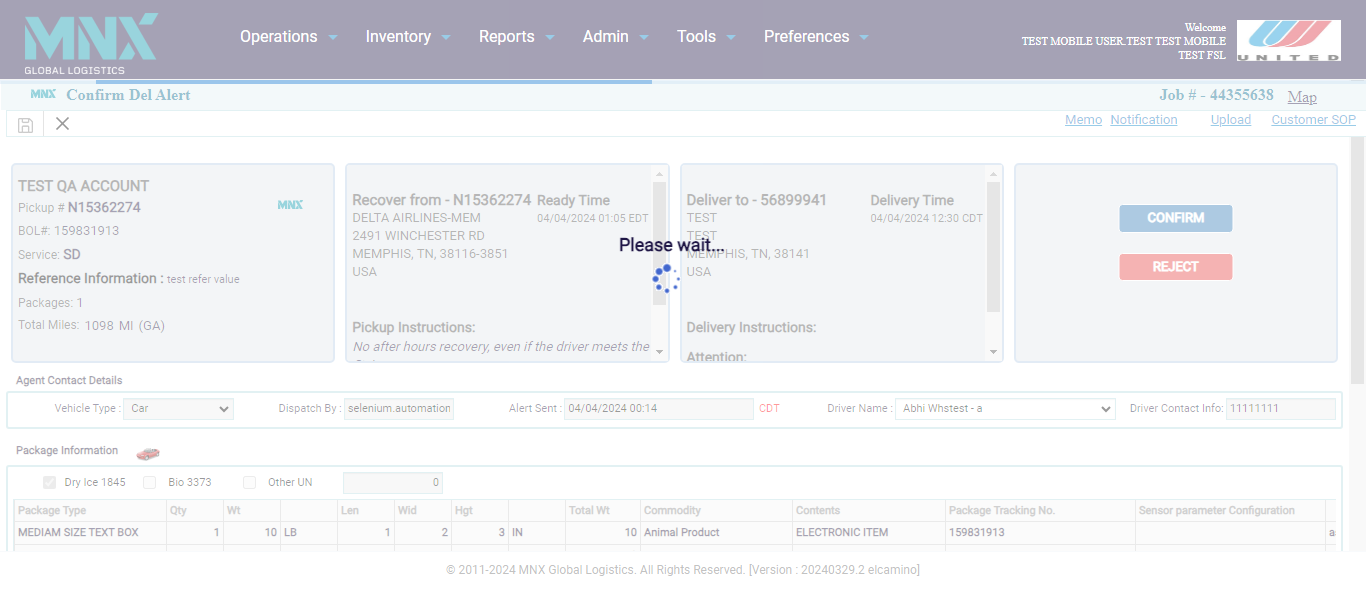 MNX
GLOBAL LOGISTICS
Operations Inventory Reports Admin Tools Preferences
Welcome
TEST MOBILE USER.TEST TEST MOBILE
TEST FSL
UNITED
MNX Confirm Del Alert Job # - 44355638 Map
Memo Notification Upload Customer SOP
TEST QA ACCOUNT
Pickup # N15362274
MNX
BOL#: 159831913
Service: SD
Reference Information : test refer value
Packages: 1
Total Miles: 1098 MI (GA)
Recover from - N15362274 Ready Time
DELTA AIRLINES-MEM 04/04/2024 01:05 EDT
2491 WINCHESTER RD
MEMPHIS, TN, 38116-3851
USA
Pickup Instructions:
No after hours recovery, even if the driver meets the
Deliver to - 56899941 Delivery Time
TEST 04/04/2024 12:30 CDT
TEST
MEMPHIS, TN, 38141
USA
Delivery Instructions:
Attention:
Please wait...
CONFIRM
REJECT
Agent Contact Details
Vehicle Type : Car Dispatch By : selenium.automation Alert Sent : 04/04/2024 00:14 CDT Driver Name : Abhi Whstest - a Driver Contact Info: 11111111
Package Information
Dry Ice 1845 Bio 3373 Other UN 0
Package Type Qty Wt Len Wid Hgt Total Wt Commodity Contents Package Tracking No. Sensor parameter Configuration
MEDIAM SIZE TEXT BOX 1 10 LB 1 2 3 IN 10 Animal Product ELECTRONIC ITEM 159831913
© 2011-2024 MNX Global Logistics. All Rights Reserved. [Version : 20240329.2 elcamino]